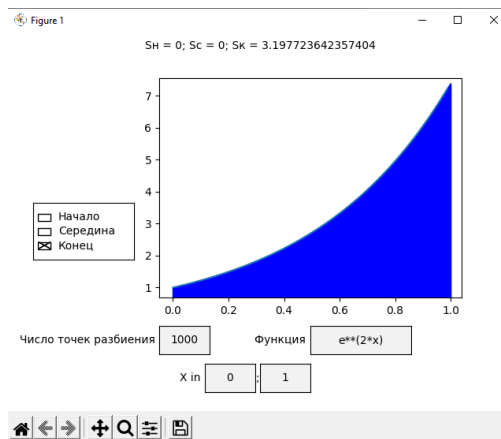 Figure 1
Sн = 0; Sс = 0; Sк = 3.197723642357404
7
6
5
4
3
2
1
0.0 0.2 0.4 0.6 0.8 1.0
Начало
Середина
Конец
Число точек разбиения 1000 Функция e**(2*x)
X in 0 ; 1